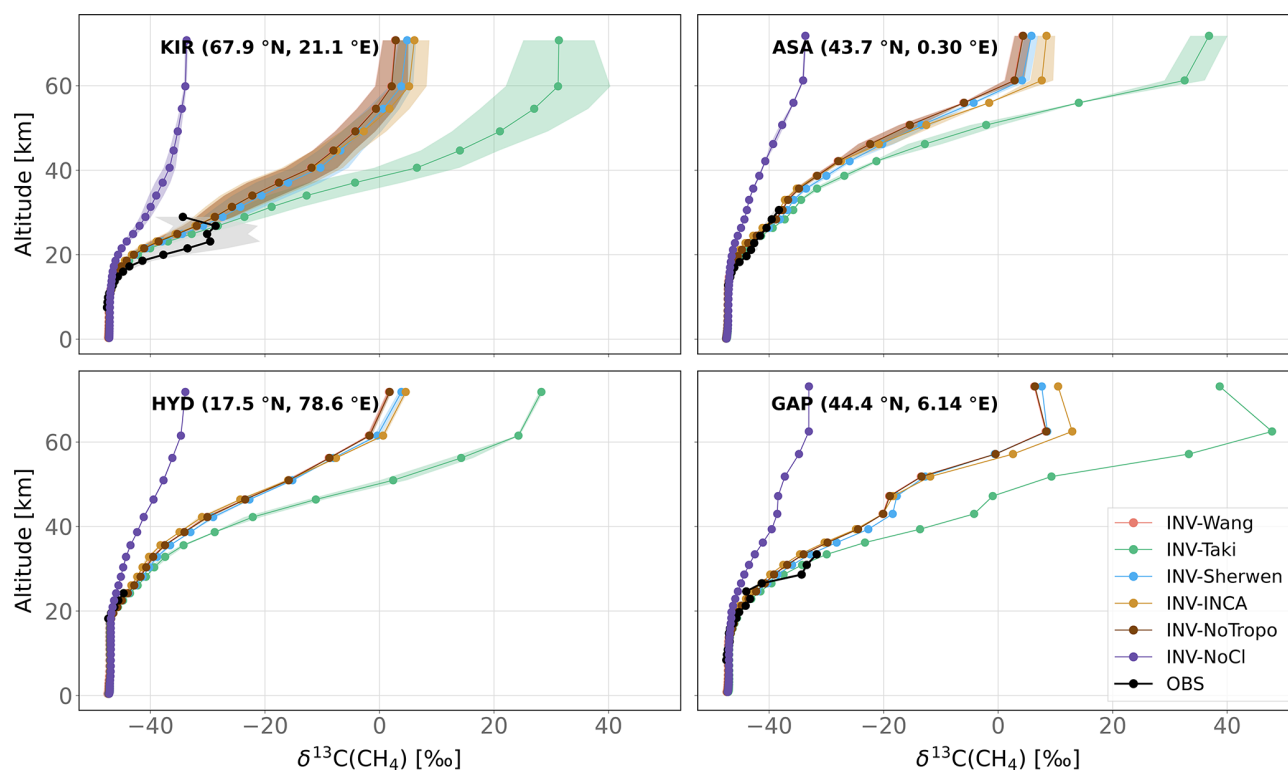 KIR (67.9 °N, 21.1 °E)
ASA (43.7 °N, 0.30 °E)
Altitude [km]
60
40
20
0
−40
−20
0
20
40
HYD (17.5 °N, 78.6 °E)
GAP (44.4 °N, 6.14 °E)
Altitude [km]
60
40
20
0
INV-Wang
INV-Taki
INV-Sherwen
INV-INCA
INV-NoTropo
INV-NoCl
OBS
−40
−20
0
20
40
δ¹³C(CH₄) [‰]
δ¹³C(CH₄) [‰]